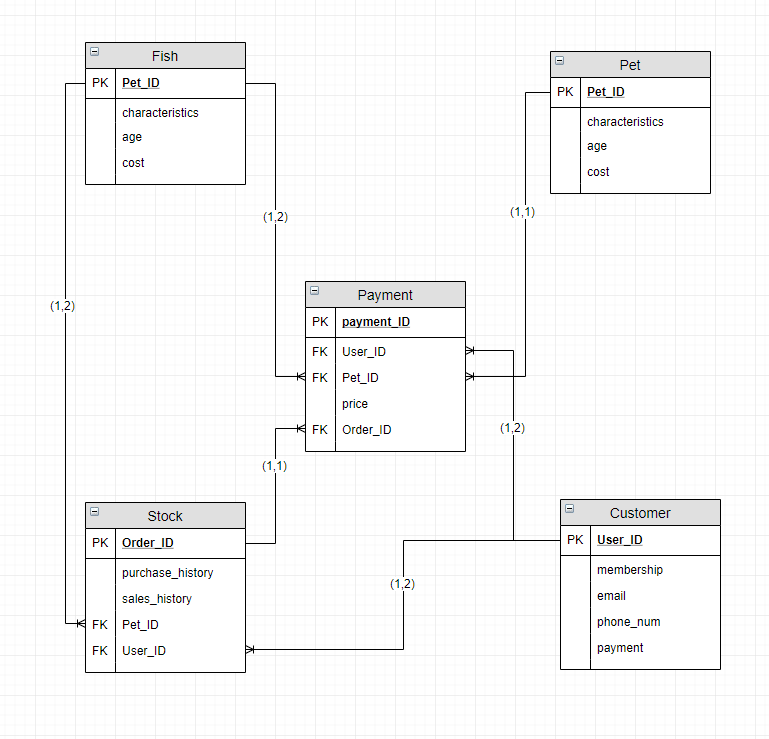 Fish
PK Pet_ID
characteristics
age
cost
Pet
PK Pet_ID
characteristics
age
cost
(1,2)
(1,1)
(1,2)
Payment
PK payment_ID
FK User_ID
FK Pet_ID
price
FK Order_ID
(1,2)
(1,1)
Stock
PK Order_ID
purchase_history
sales_history
FK Pet_ID
FK User_ID
(1,2)
Customer
PK User_ID
membership
email
phone_num
payment